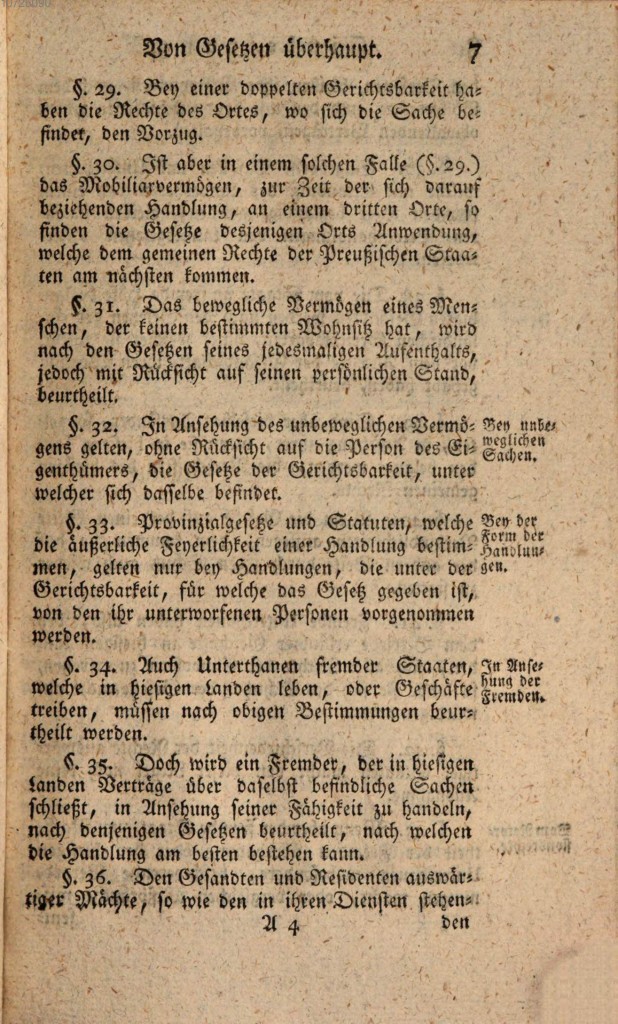 Von Gesetzen überhaupt. 7
§. 29. Bey einer doppelten Gerichtsbarkeit ha-
ben die Rechte des Ortes, wo sich die Sache be-
findet, den Vorzug.
§. 30. Ist aber in einem solchen Falle (§. 29.)
das Mobiliarvermögen, zur Zeit der sich darauf
beziehenden Handlung, an einem dritten Orte, so
finden die Gesetze desjenigen Orts Anwendung,
welche dem gemeinen Rechte der Preußischen Staa-
ten am nächsten kommen.
§. 31. Das bewegliche Vermögen eines Men-
schen, der keinen bestimmten Wohnsitz hat, wird
nach den Gesetzen seines jedesmaligen Aufenthalts,
jedoch mit Rücksicht auf seinen persönlichen Stand,
beurtheilt.
§. 32. In Ansehung des unbeweglichen Vermö-
gens gelten, ohne Rücksicht auf die Person des Ei-
genthümers, die Gesetze der Gerichtsbarkeit, unter
welcher sich dasselbe befindet.
Bey unbe-
weglichen
Sachen.
§. 33. Provinzialgesetze und Statuten, welche
die äußerliche Feyerlichkeit einer Handlung bestim-
men, gelten nur bey Handlungen, die unter der
Gerichtsbarkeit, für welche das Gesetz gegeben ist,
von den ihr unterworfenen Personen vorgenommen
werden.
Bey der
Form der
Handlun-
gen.
§. 34. Auch Unterthanen fremder Staaten,
welche in hiesigen Landen leben, oder Geschäfte
treiben, müssen nach obigen Bestimmungen beur-
theilt werden.
In Anse-
hung der
Fremden.
§. 35. Doch wird ein Fremder, der in hiesigen
Landen Verträge über daselbst befindliche Sachen
schließt, in Ansehung seiner Fähigkeit zu handeln,
nach denjenigen Gesetzen beurtheilt, nach welchen
die Handlung am besten bestehen kann.
§. 36. Den Gesandten und Residenten auswär-
tiger Mächte, so wie den in ihren Diensten stehen-
A 4 den